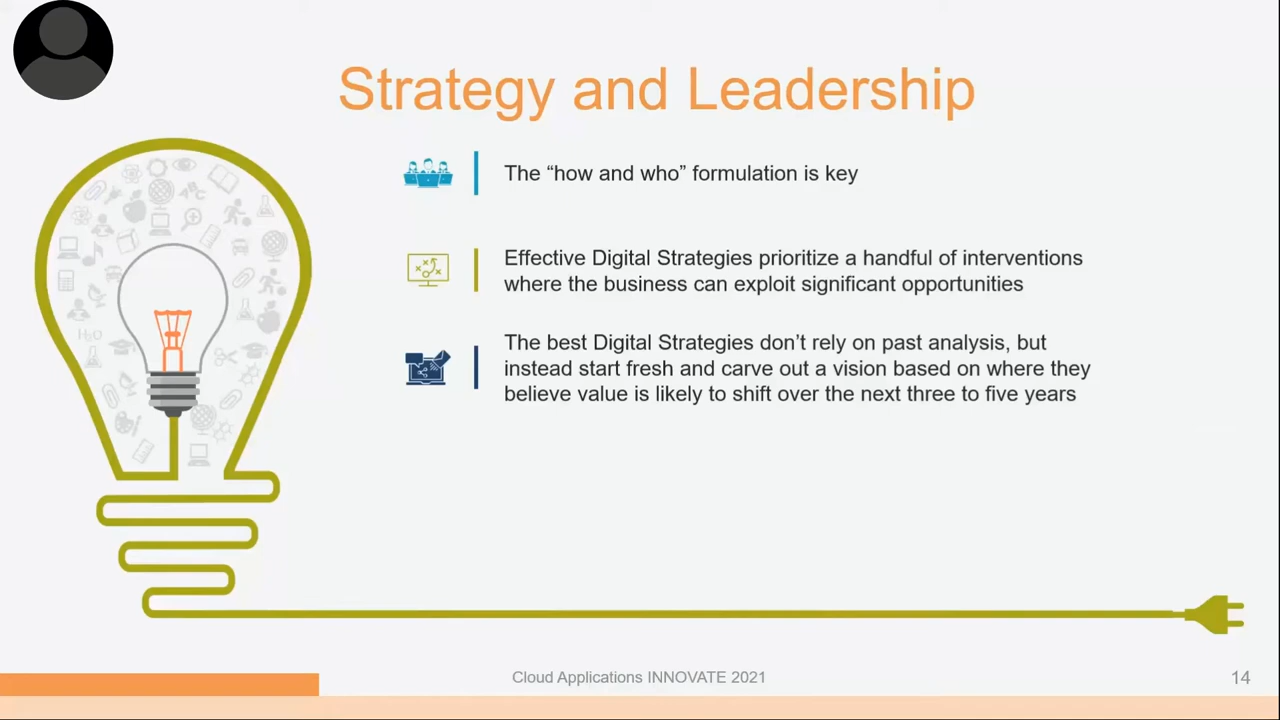 Strategy and Leadership
The “how and who” formulation is key
Effective Digital Strategies prioritize a handful of interventions
where the business can exploit significant opportunities
The best Digital Strategies don’t rely on past analysis, but
instead start fresh and carve out a vision based on where they
believe value is likely to shift over the next three to five years
H₂O
Cloud Applications INNOVATE 2021
14